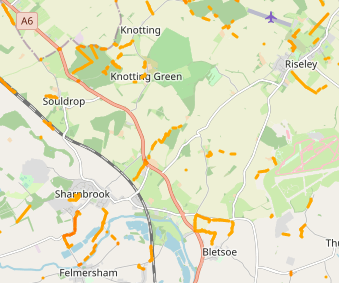 A6
Knotting
Riseley
Knotting Green
Souldrop
Sharnbrook
Bletsoe
Felmersham